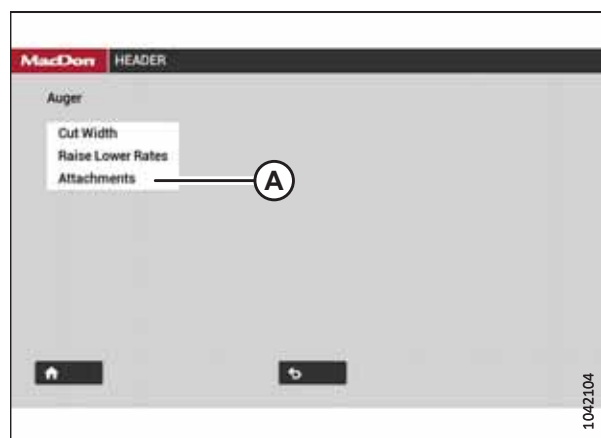 MacDon HEADER
Auger
Cut Width
Raise Lower Rates
Attachments
A
1042104